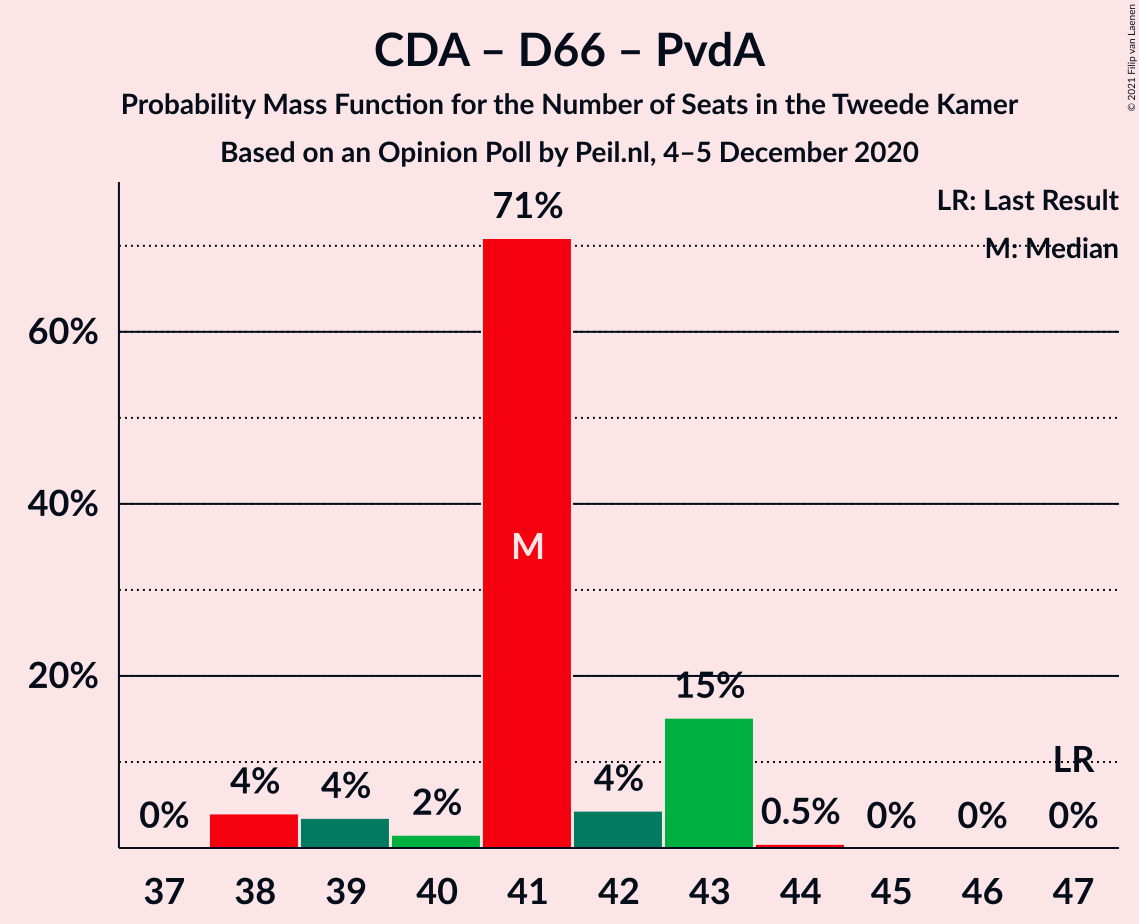 CDA – D66 – PvdA
Probability Mass Function for the Number of Seats in the Tweede Kamer
Based on an Opinion Poll by Peil.nl, 4–5 December 2020
© 2021 Filip van Laenen
LR: Last Result
M: Median
60%
40%
20%
0%
4%
4%
2%
71%
M
4%
15%
0.5%
0%
0%
LR
0%
37 38 39 40 41 42 43 44 45 46 47